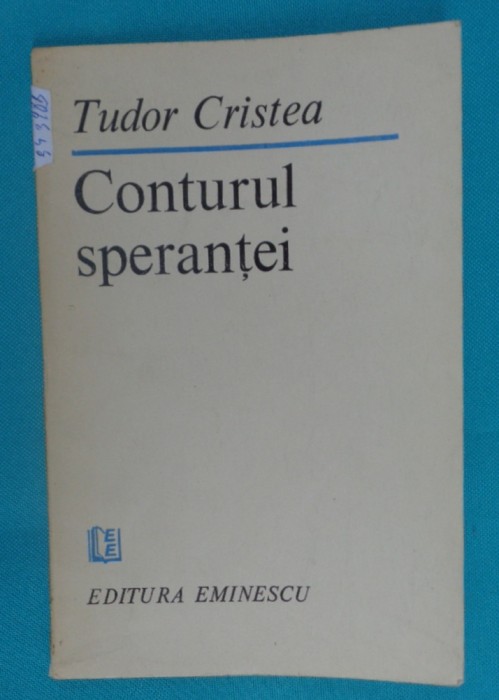 Tudor Cristea
Conturul
speranței
E
E
EDITURA EMINESCU